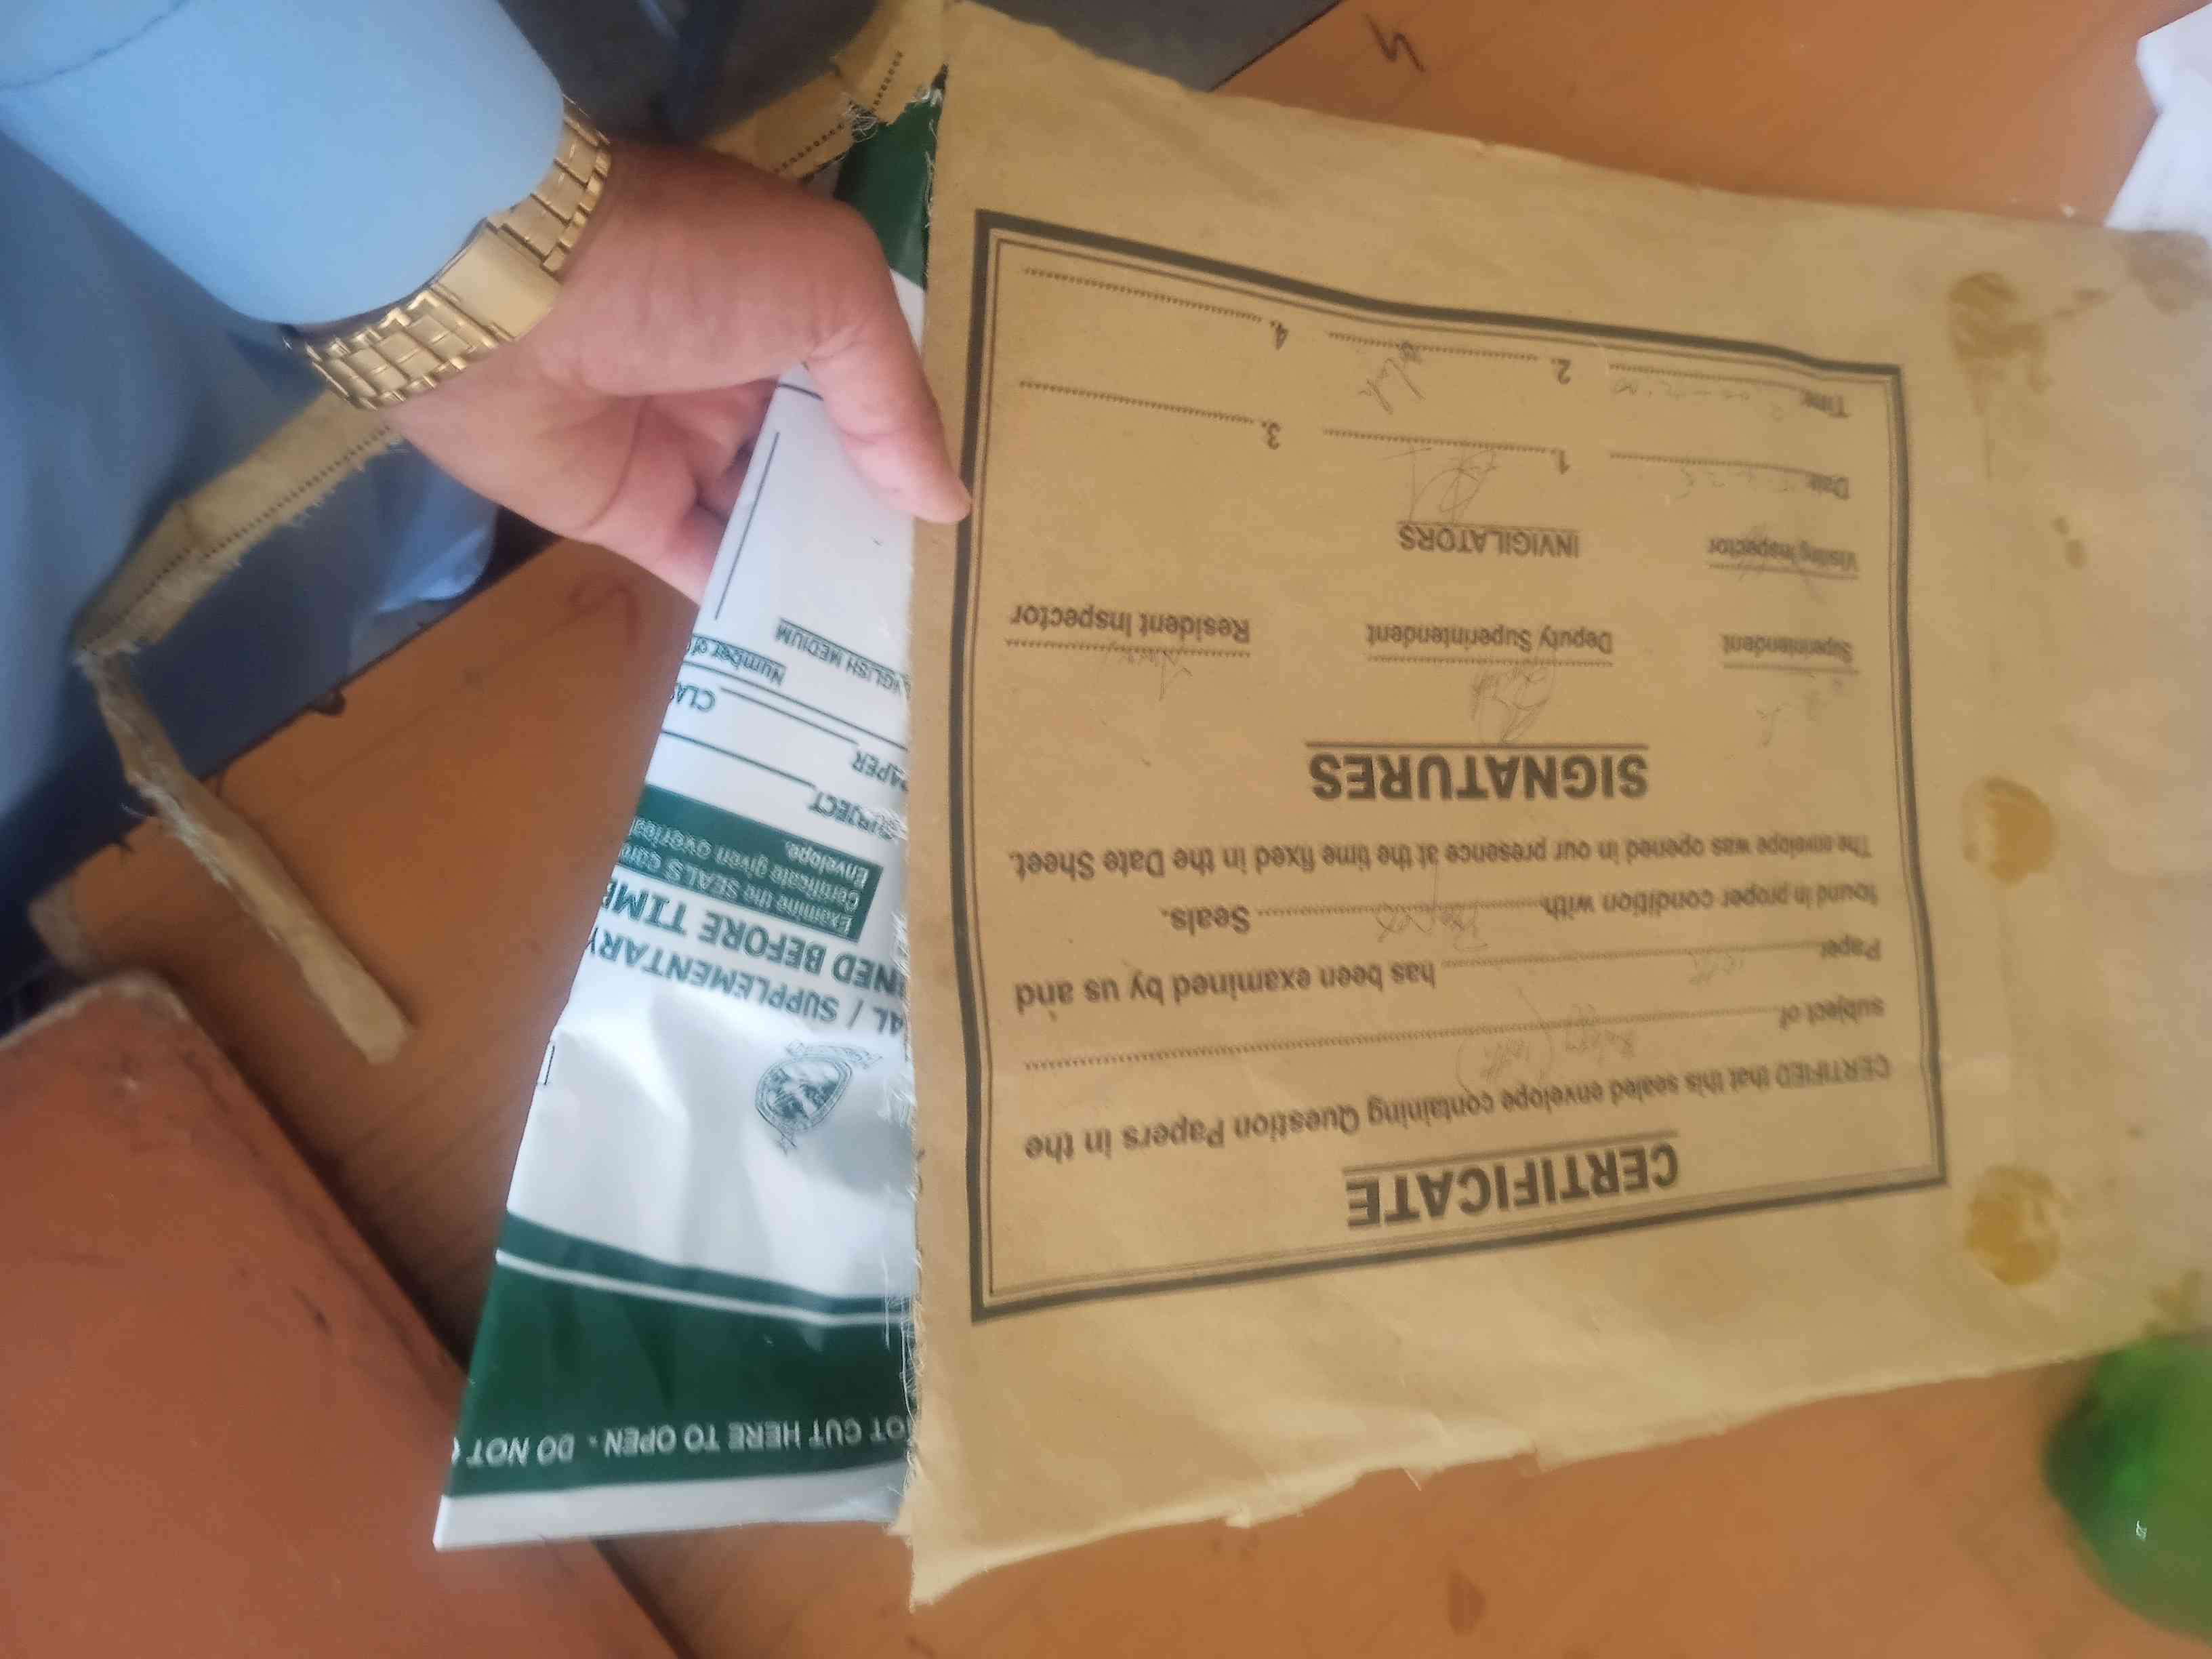 CERTIFICATE
CERTIFIED that this sealed envelope containing Question Papers in the
subject of
Paper has been examined by us and
found in proper condition with Seals.
The envelope was opened in our presence at the time fixed in the Date Sheet.
SIGNATURES
Superintendent Deputy Superintendent Resident Inspector
Visiting Inspector INVIGILATORS
Date: 1. 3.
Time: 2. 4.
OT CUT HERE TO OPEN - DO NOT
AL / SUPPLEMENTARY
NED BEFORE TIME
Examine the SEALS
Certificate given
Envelope.
SUBJECT
PAPER CLA
Number of
ENGLISH MEDIUM